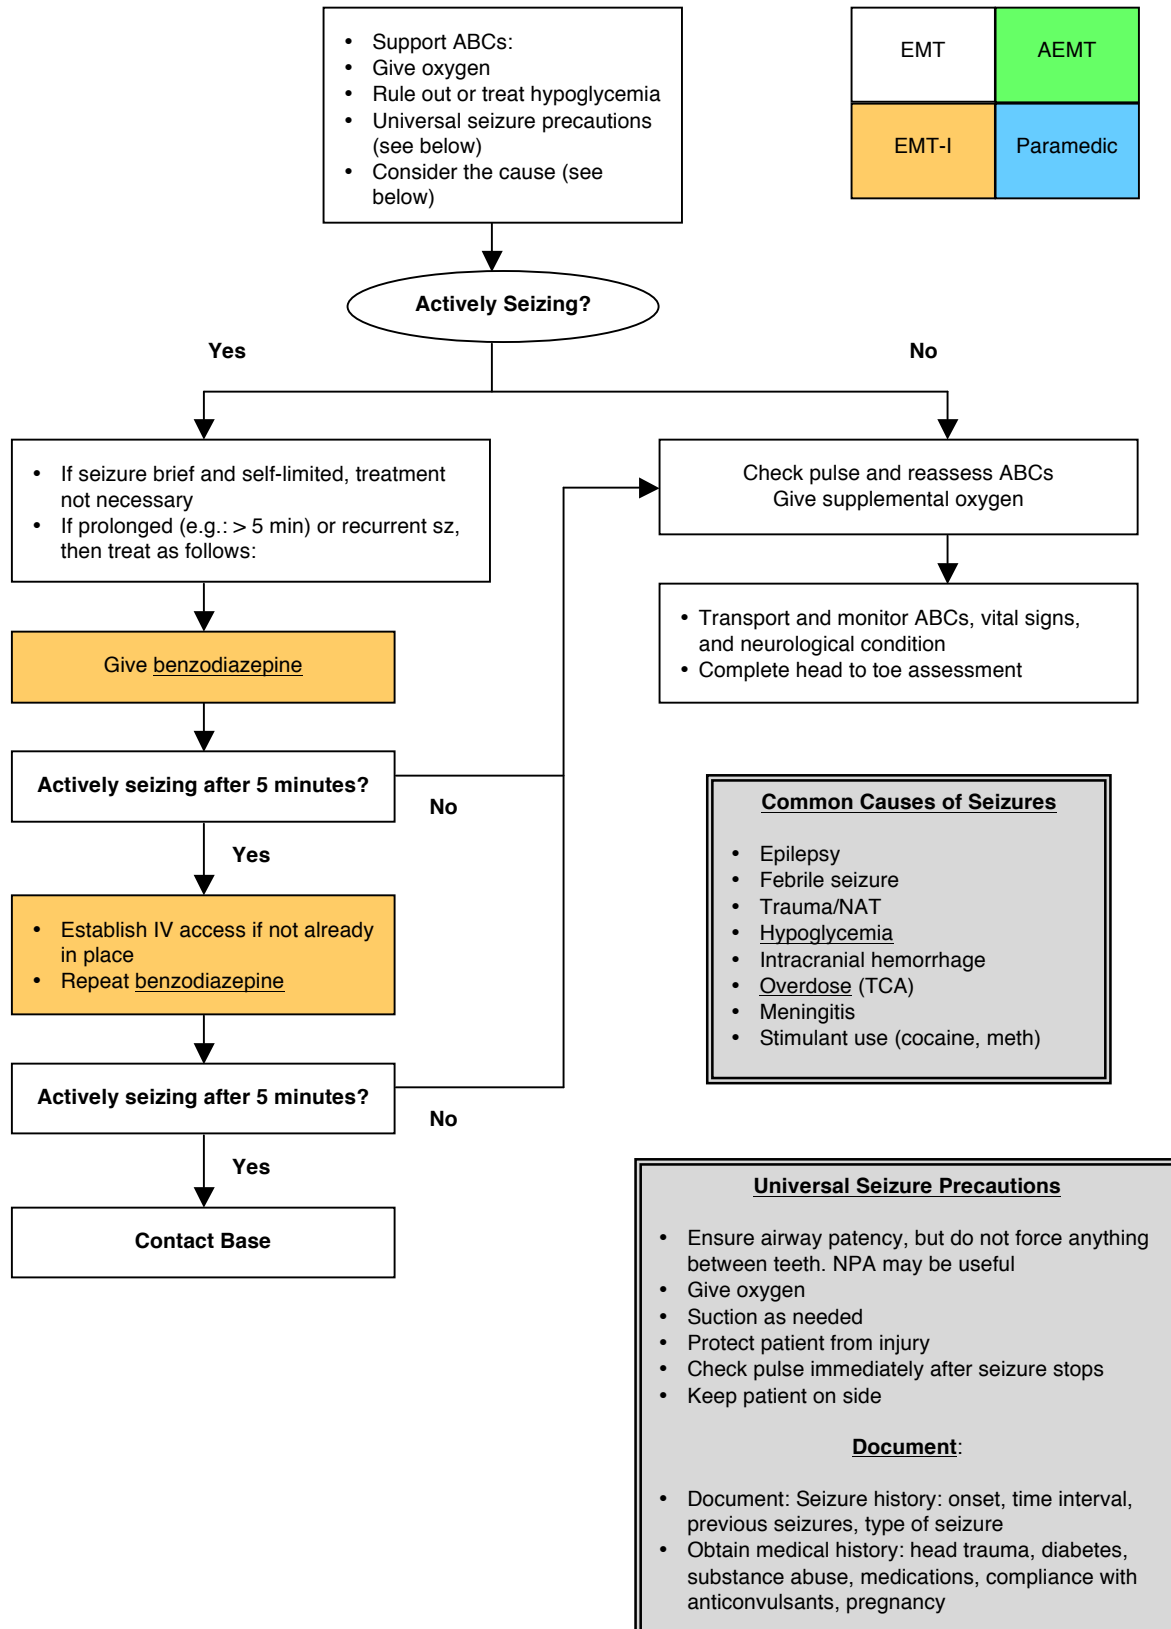 • Support ABCs:
• Give oxygen
• Rule out or treat hypoglycemia
• Universal seizure precautions
(see below)
• Consider the cause (see
below)
EMT
AEMT
EMT-I
Paramedic
Actively Seizing?
Yes
No
• If seizure brief and self-limited, treatment
not necessary
• If prolonged (e.g.: > 5 min) or recurrent sz,
then treat as follows:
Check pulse and reassess ABCs
Give supplemental oxygen
• Transport and monitor ABCs, vital signs,
and neurological condition
• Complete head to toe assessment
Give benzodiazepine
Actively seizing after 5 minutes?
No
Yes
• Establish IV access if not already
in place
• Repeat benzodiazepine
Actively seizing after 5 minutes?
No
Yes
Contact Base
Common Causes of Seizures
• Epilepsy
• Febrile seizure
• Trauma/NAT
• Hypoglycemia
• Intracranial hemorrhage
• Overdose (TCA)
• Meningitis
• Stimulant use (cocaine, meth)
Universal Seizure Precautions
• Ensure airway patency, but do not force anything
between teeth. NPA may be useful
• Give oxygen
• Suction as needed
• Protect patient from injury
• Check pulse immediately after seizure stops
• Keep patient on side
Document:
• Document: Seizure history: onset, time interval,
previous seizures, type of seizure
• Obtain medical history: head trauma, diabetes,
substance abuse, medications, compliance with
anticonvulsants, pregnancy